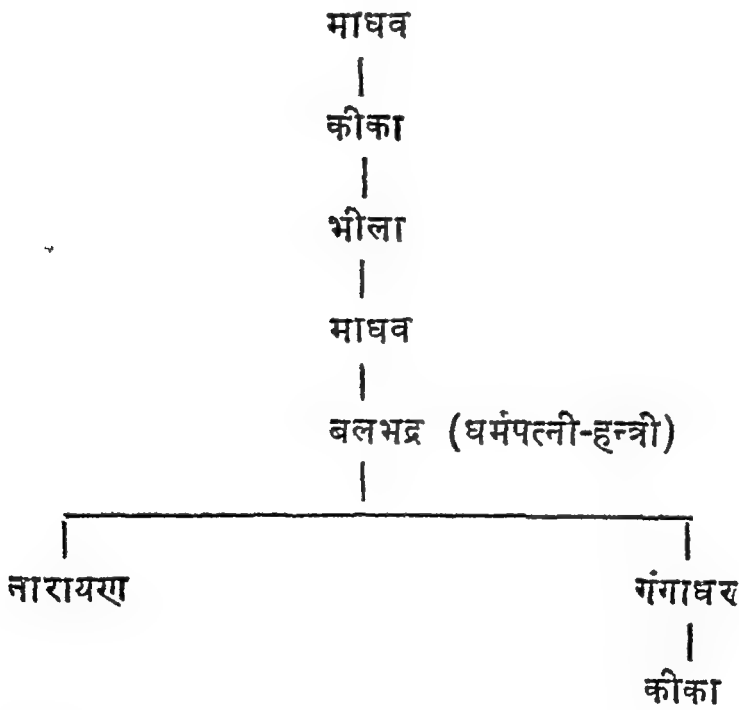 माधव
कीका
भीला
माधव
बलभद्र (धर्मपत्नी-हन्त्री)
नारायण गंगाधर
कीका